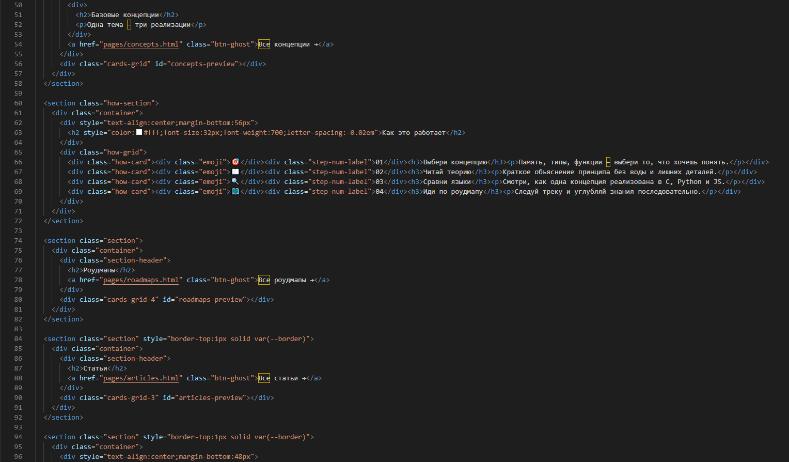 50 <div>
51 <h2>Базовые концепции</h2>
52 <p>Одна тема — три реализации</p>
53 </div>
54 <a href="pages/concepts.html" class="btn-ghost">Все концепции →</a>
55 </div>
56 <div class="cards-grid" id="concepts-preview"></div>
57 </div>
58 </section>
59
60 <section class="how-section">
61 <div class="container">
62 <div style="text-align:center;margin-bottom:56px">
63 <h2 style="color:#fff;font-size:32px;font-weight:700;letter-spacing:-0.02em">Как это работает</h2>
64 </div>
65 <div class="how-grid">
66 <div class="how-card"><div class="emoji">🎯</div><div class="step-num-label">01</div><h3>Выбери концепцию</h3><p>Память, типы, функции — выбери то, что хочешь понять.</p></div>
67 <div class="how-card"><div class="emoji">📖</div><div class="step-num-label">02</div><h3>Читай теорию</h3><p>Краткое объяснение принципа без воды и лишних деталей.</p></div>
68 <div class="how-card"><div class="emoji">🔍</div><div class="step-num-label">03</div><h3>Сравни языки</h3><p>Смотри, как одна концепция реализована в C, Python и JS.</p></div>
69 <div class="how-card"><div class="emoji"></div><div class="step-num-label">04</div><h3>Иди по роудмапу</h3><p>Следуй треку и углубляй знания последовательно.</p></div>
70 </div>
71 </div>
72 </section>
73
74 <section class="section">
75 <div class="container">
76 <div class="section-header">
77 <h2>Роудмапы</h2>
78 <a href="pages/roadmaps.html" class="btn-ghost">Все роудмапы →</a>
79 </div>
80 <div class="cards-grid-4" id="roadmaps-preview"></div>
81 </div>
82 </section>
83
84 <section class="section" style="border-top:1px solid var(--border)">
85 <div class="container">
86 <div class="section-header">
87 <h2>Статьи</h2>
88 <a href="pages/articles.html" class="btn-ghost">Все статьи →</a>
89 </div>
90 <div class="cards-grid-3" id="articles-preview"></div>
91 </div>
92 </section>
93
94 <section class="section" style="border-top:1px solid var(--border)">
95 <div class="container">
96 <div style="text-align:center;margin-bottom:48px">